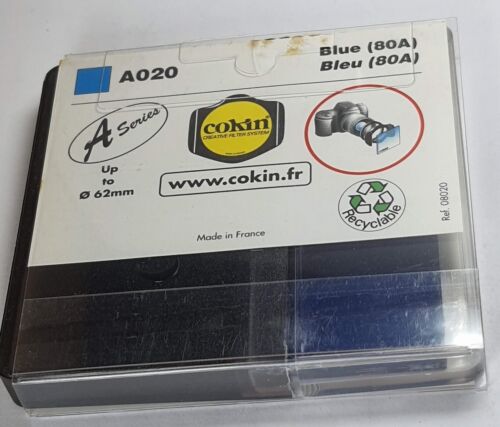 A020
Blue (80A)
Bleu (80A)
A Series
Up
to
Ø 62mm
cokin
CREATIVE FILTER SYSTEM
www.cokin.fr
Made in France
Recyclable
Ref. 08020